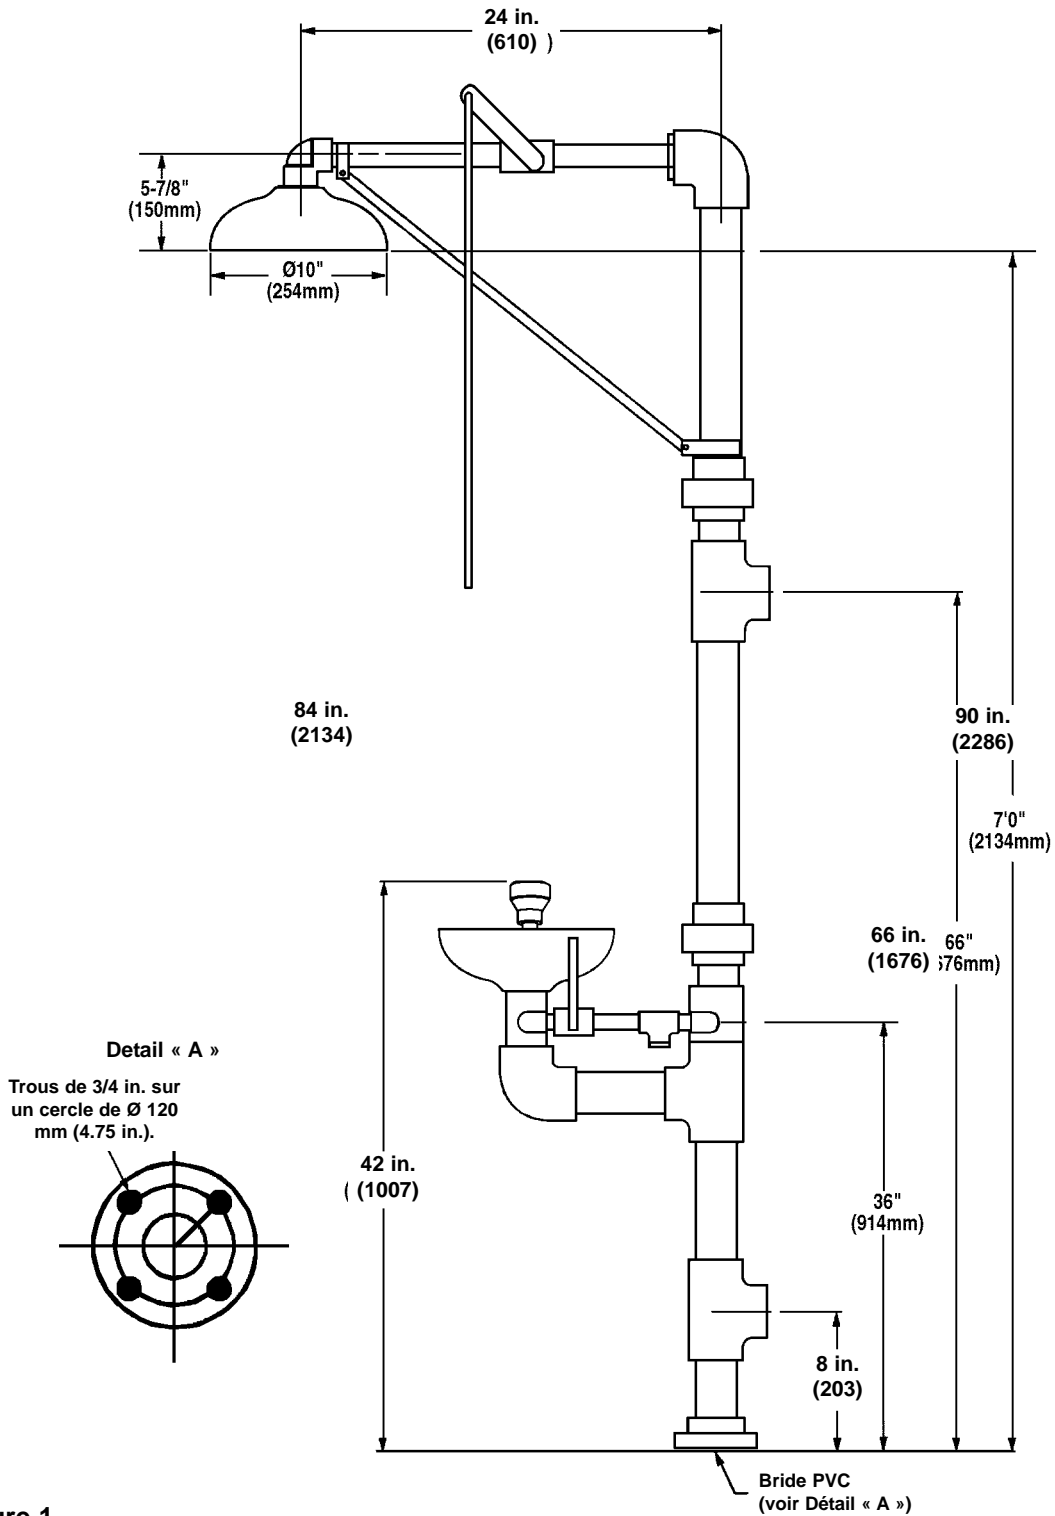 24 in.
(610) )
5-7/8"
(150mm)
Ø10"
(254mm)
84 in.
(2134)
90 in.
(2286)
7'0"
(2134mm)
66 in.
(1676)
66"
676mm)
Detail « A »
Trous de 3/4 in. sur
un cercle de Ø 120
mm (4.75 in.).
42 in.
( (1007)
36"
(914mm)
8 in.
(203)
Bride PVC
(voir Détail « A »)